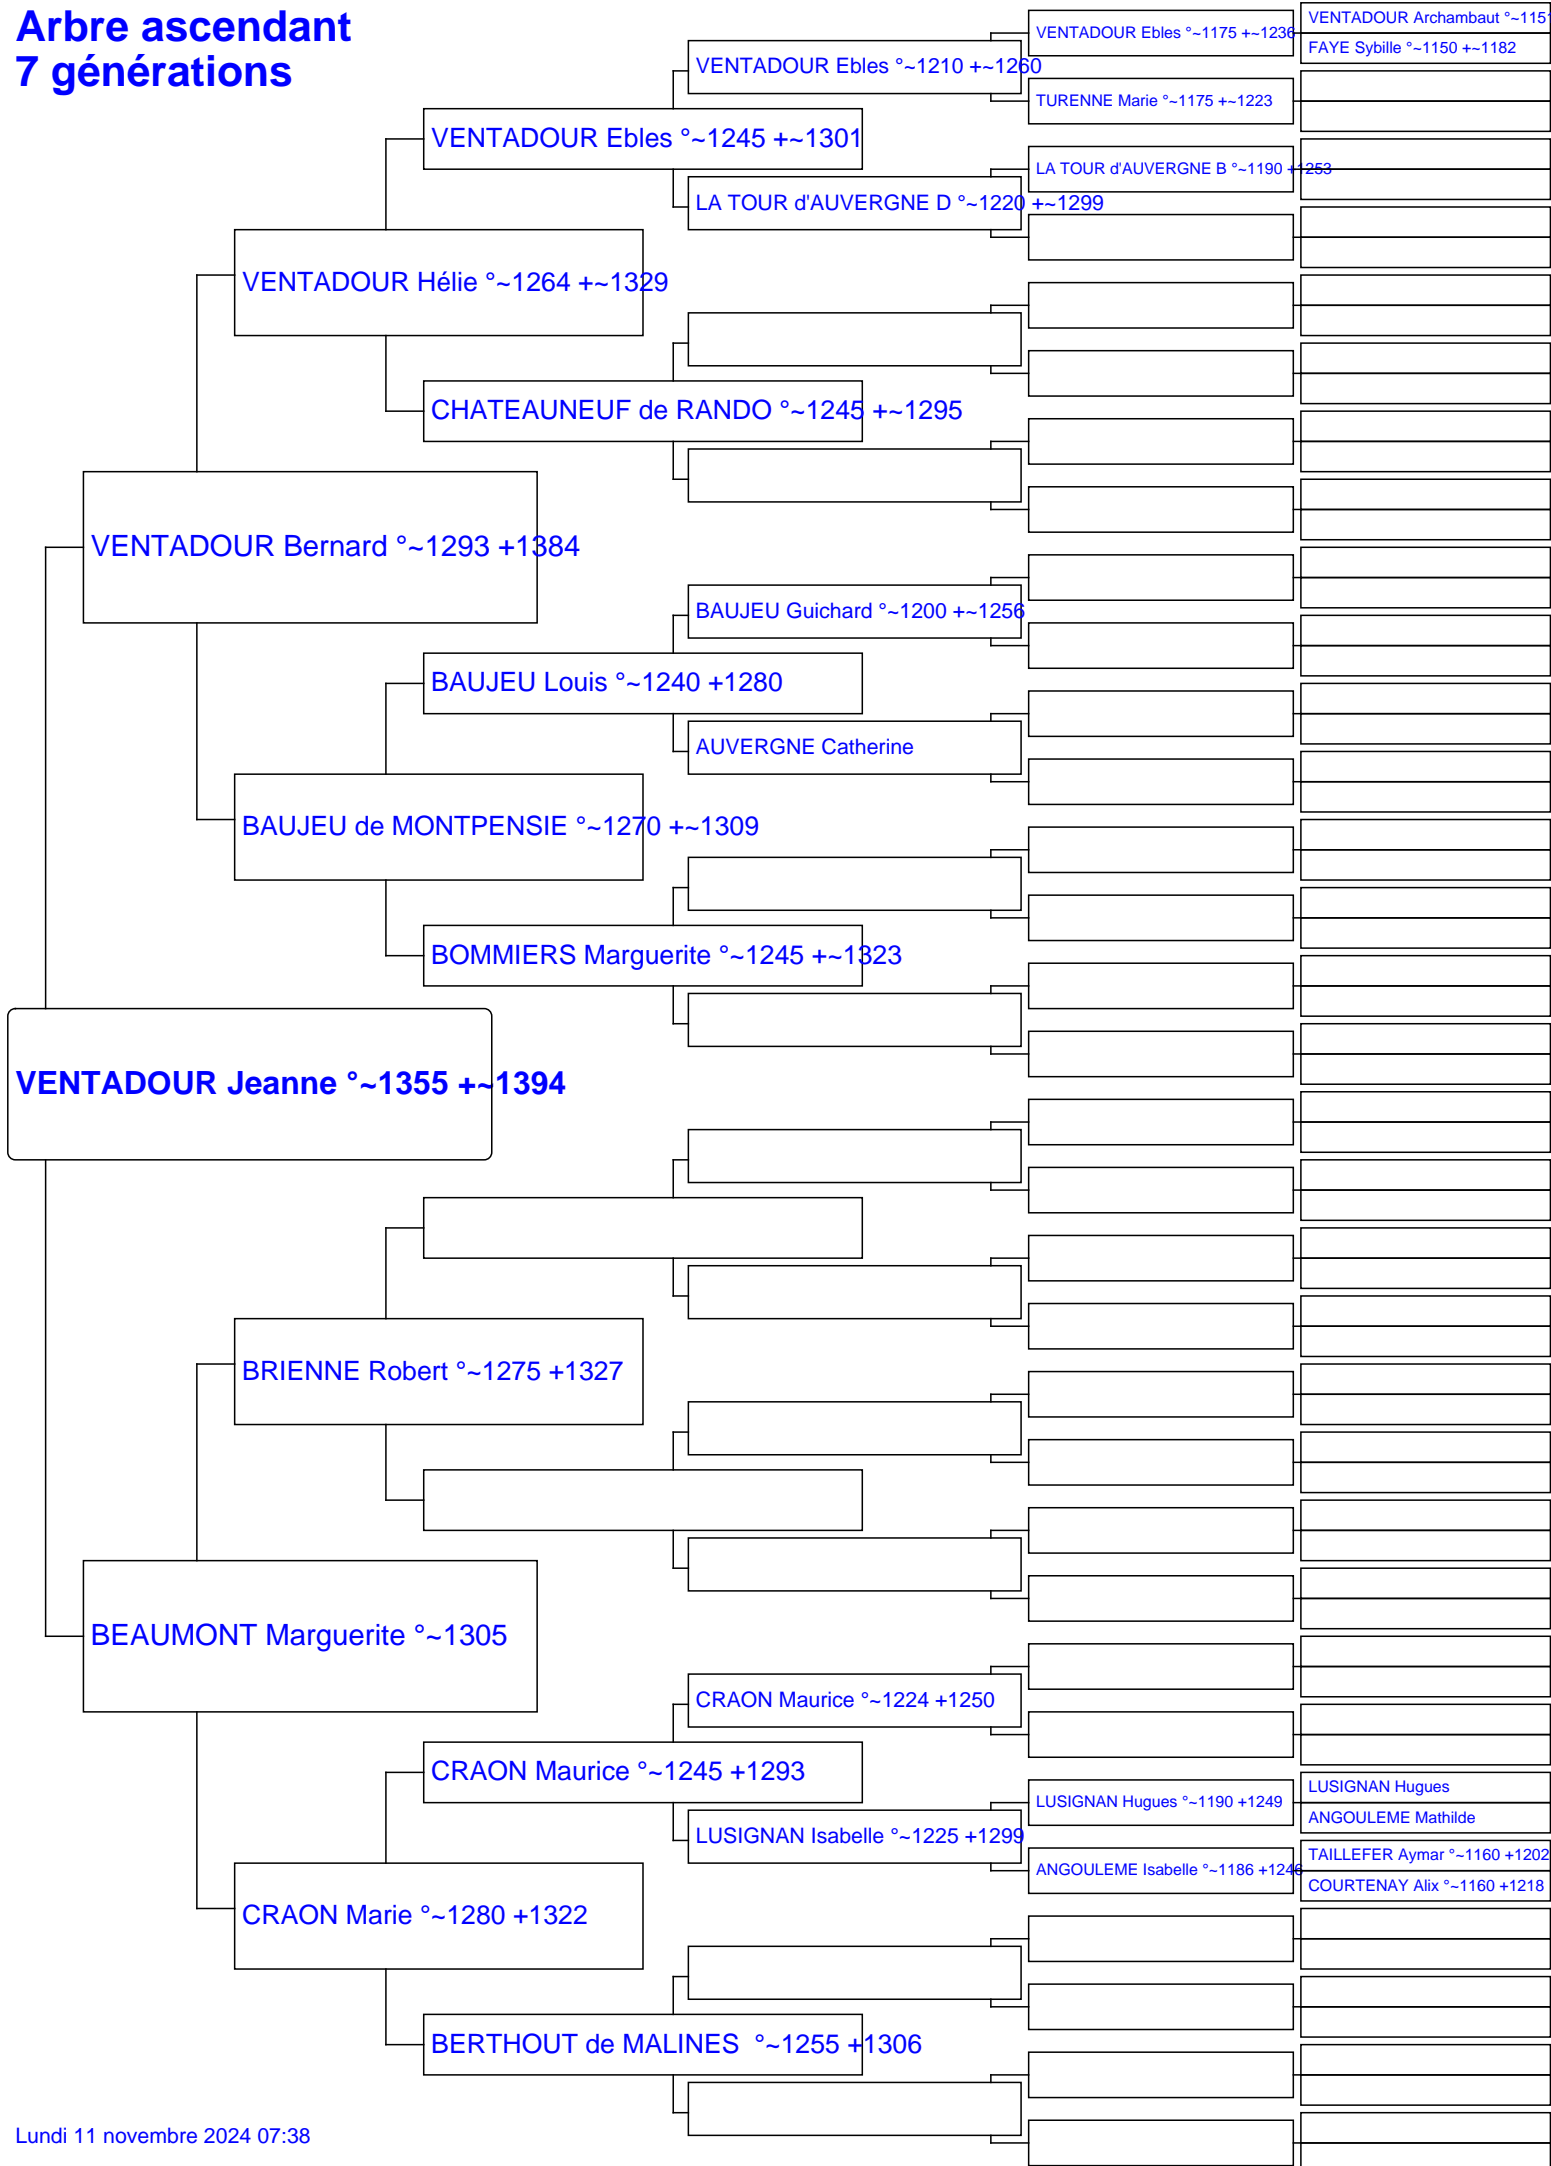 Arbre ascendant
7 générations
VENTADOUR Ebles °~1175 +~1236
VENTADOUR Archambaut °~1151
FAYE Sybille °~1150 +~1182
VENTADOUR Ebles °~1210 +~1260
TURENNE Marie °~1175 +~1223
VENTADOUR Ebles °~1245 +~1301
LA TOUR d'AUVERGNE B °~1190 +1253
LA TOUR d'AUVERGNE D °~1220 +~1299
VENTADOUR Hélie °~1264 +~1329
CHATEAUNEUF de RANDO °~1245 +~1295
VENTADOUR Bernard °~1293 +1384
BAUJEU Guichard °~1200 +~1256
BAUJEU Louis °~1240 +1280
AUVERGNE Catherine
BAUJEU de MONTPENSIE °~1270 +~1309
BOMMIERS Marguerite °~1245 +~1323
VENTADOUR Jeanne °~1355 +~1394
BRIENNE Robert °~1275 +1327
BEAUMONT Marguerite °~1305
CRAON Maurice °~1224 +1250
CRAON Maurice °~1245 +1293
LUSIGNAN Hugues
LUSIGNAN Hugues °~1190 +1249
ANGOULEME Mathilde
LUSIGNAN Isabelle °~1225 +1299
TAILLEFER Aymar °~1160 +1202
ANGOULEME Isabelle °~1186 +1246
COURTENAY Alix °~1160 +1218
CRAON Marie °~1280 +1322
BERTHOUT de MALINES  °~1255 +1306
Lundi 11 novembre 2024 07:38